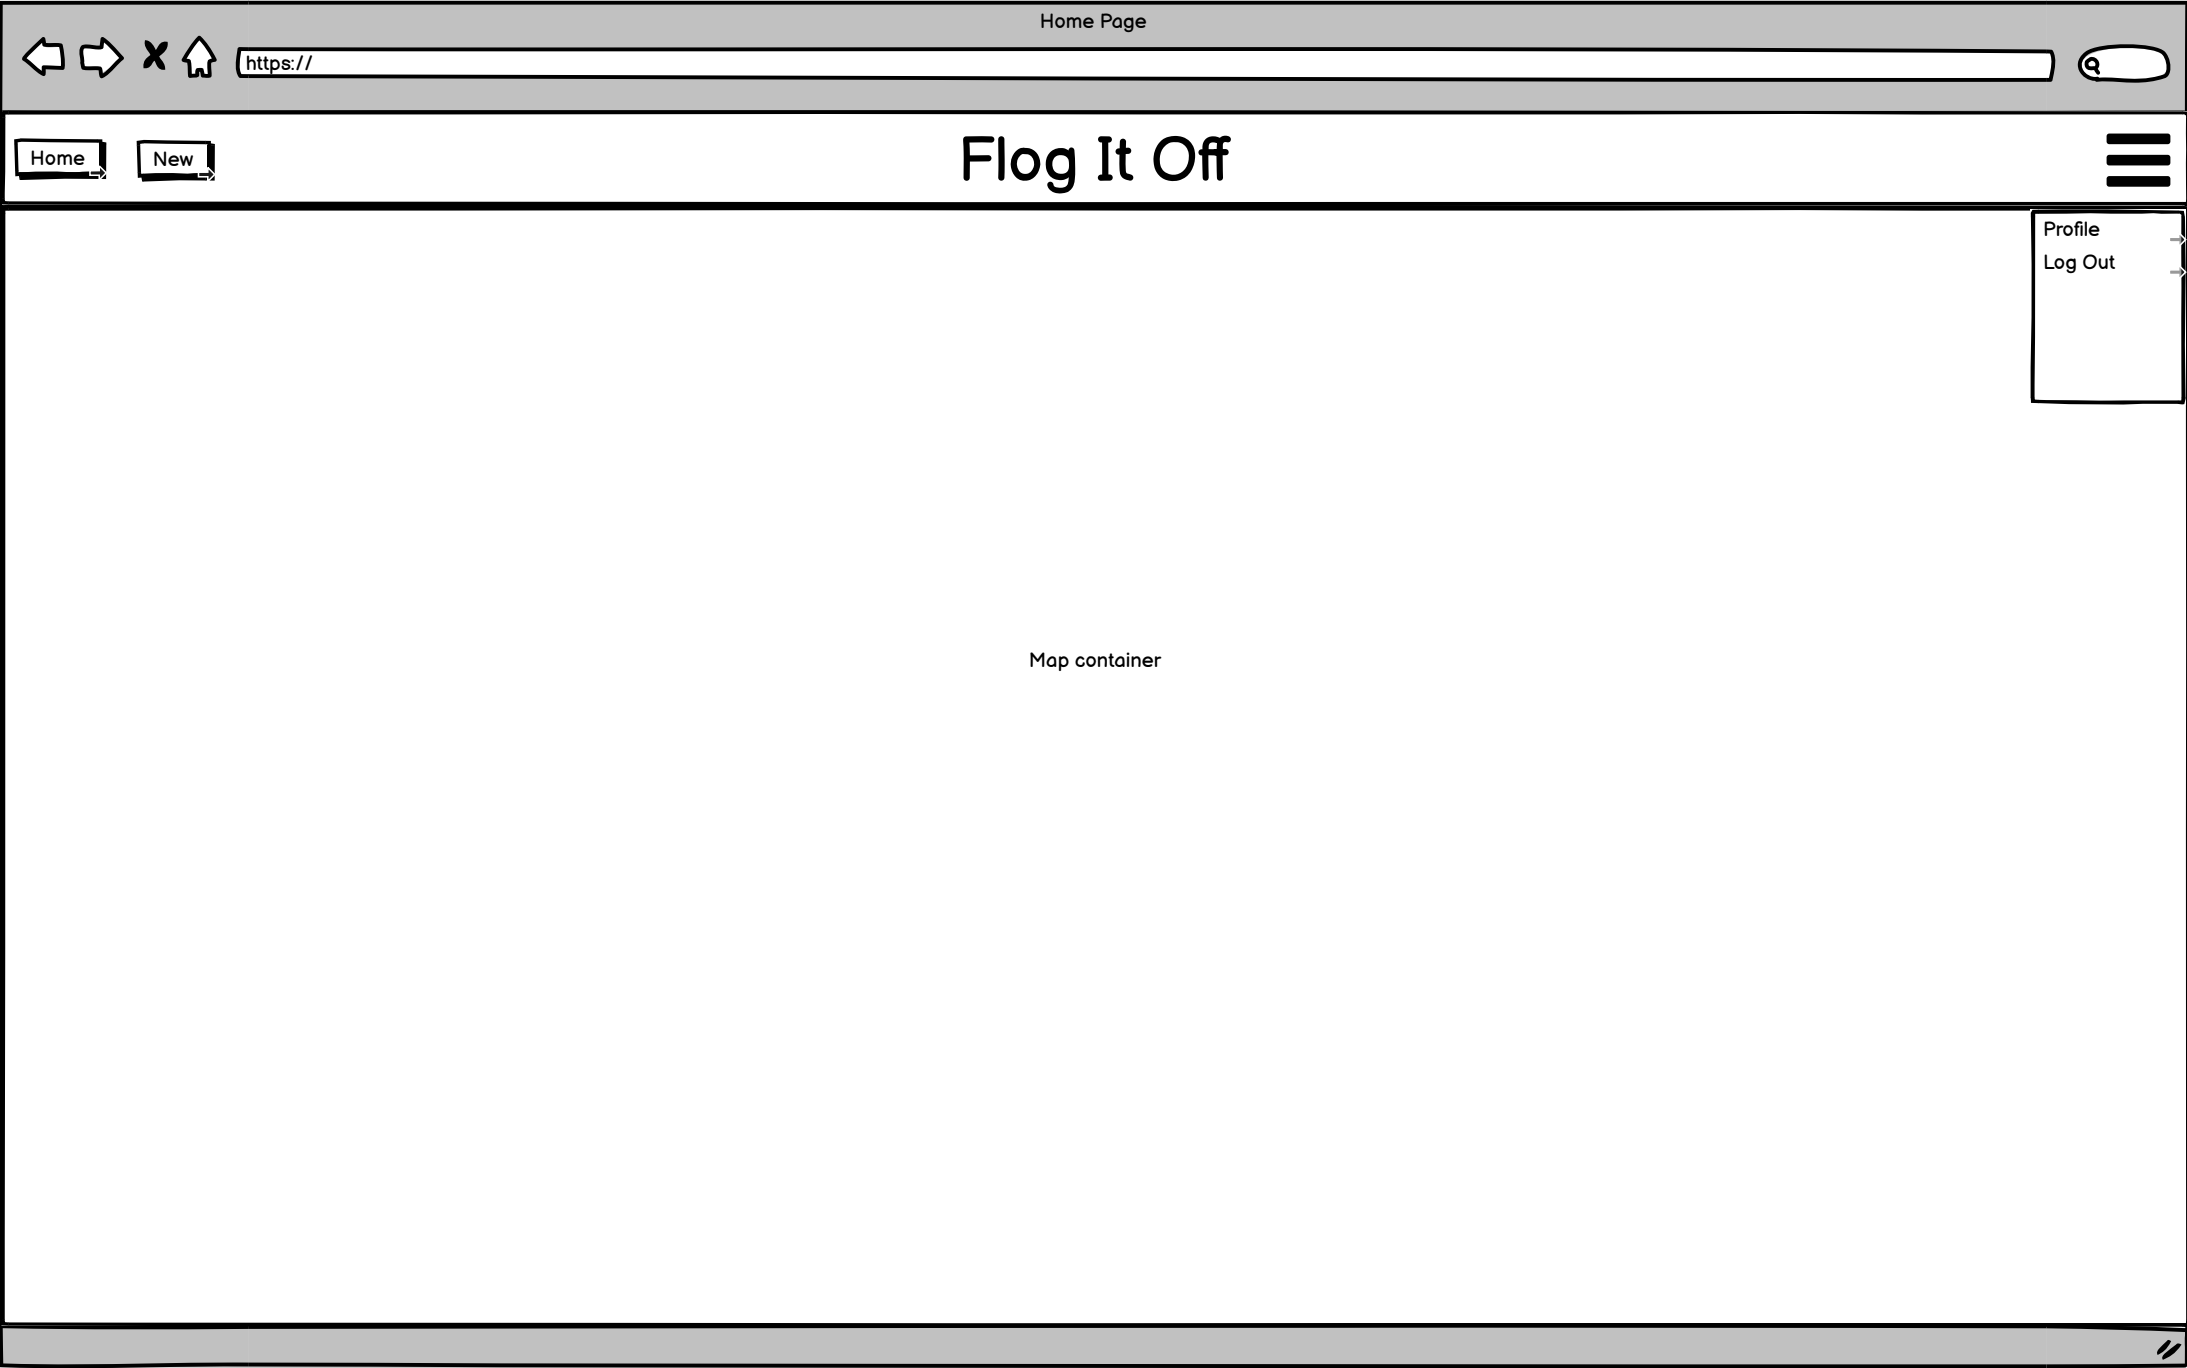 Home Page
https://
Home
New
Flog It Off
Profile
Log Out
Map container